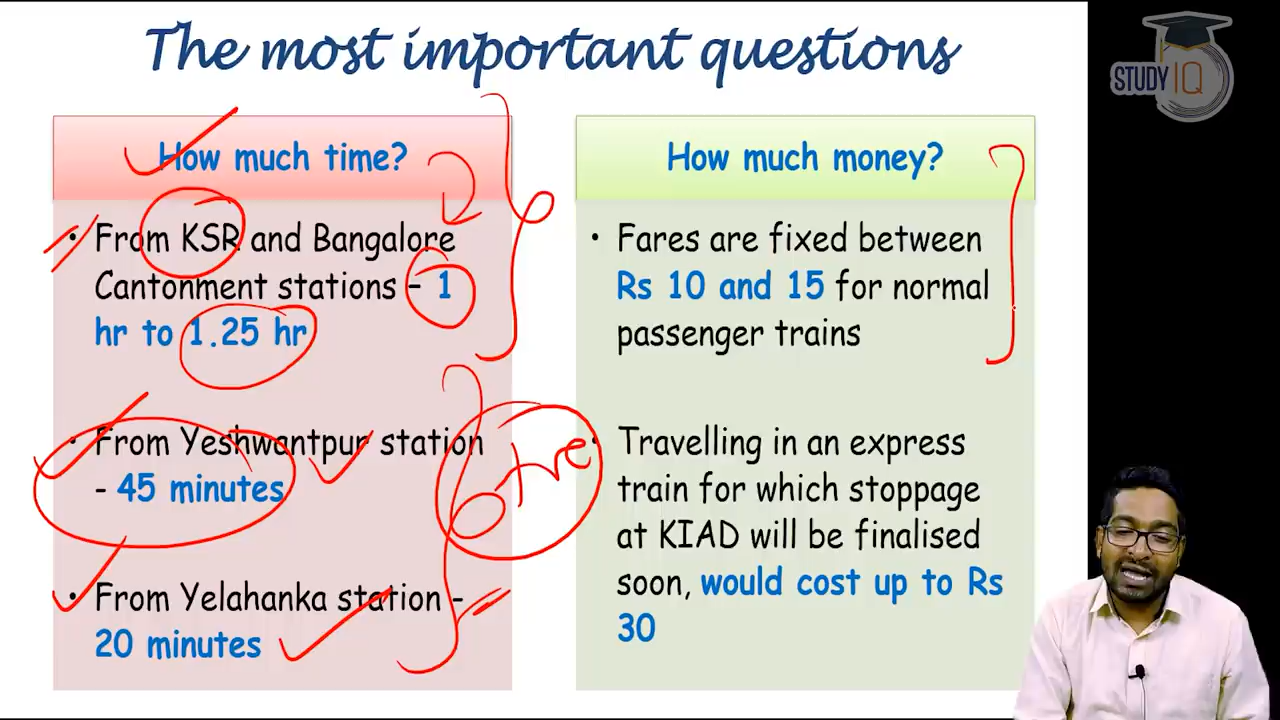 The most important questions
STUDY IQ
How much time?
• From KSR and Bangalore
Cantonment stations – 1
hr to 1.25 hr
• From Yeshwantpur station
- 45 minutes
• From Yelahanka station -
20 minutes
How much money?
• Fares are fixed between
Rs 10 and 15 for normal
passenger trains
• Travelling in an express
train for which stoppage
at KIAD will be finalised
soon, would cost up to Rs
30
+ve